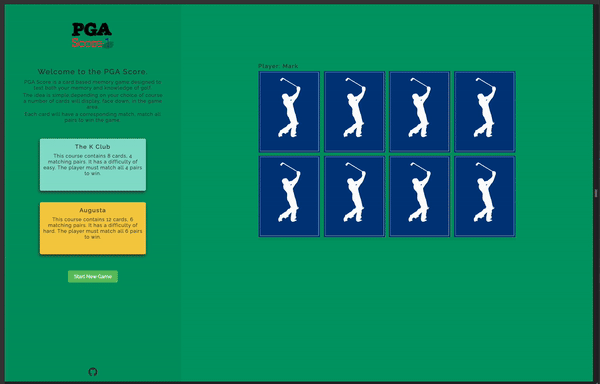 PGA
Score
Welcome to the PGA Score.
PGA Score is a card based memory game designed to
test both your memory and knowledge of golf.
The idea is simple depending on your choice of course
a number of cards will display, face down, in the game
area.
Each card will have a corresponding match, match all
pairs to win the game.
The K Club
This course contains 8 cards, 4
matching pairs. It has a difficulty of
easy. The player must match all 4 pairs
to win.
Augusta
This course contains 12 cards, 6
matching pairs. It has a difficulty of
hard. The player must match all 6 pairs
to win.
Start New Game
Player: Mark